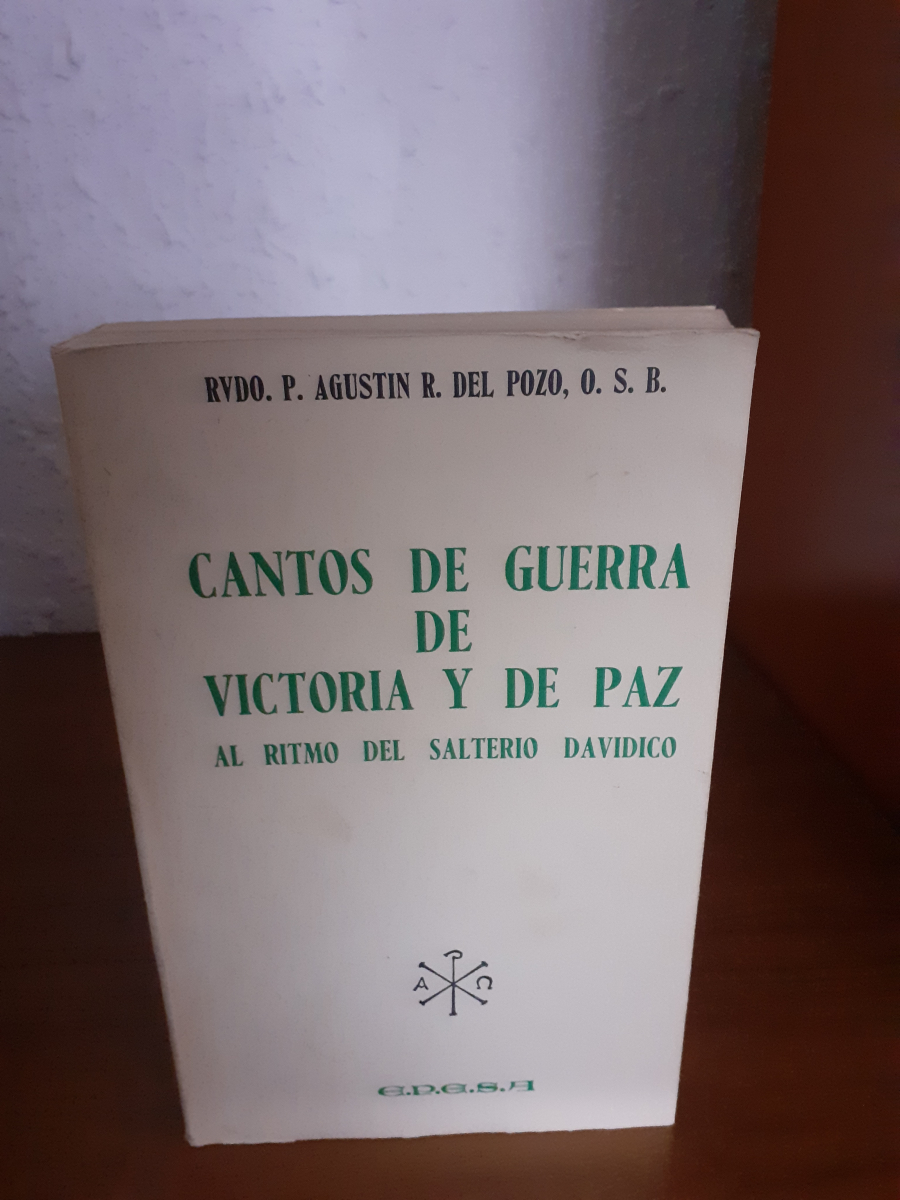 RVDO. P. AGUSTIN R. DEL POZO, O. S. B.
CANTOS DE GUERRA
DE
VICTORIA Y DE PAZ
AL RITMO DEL SALTERIO DAVIDICO
A P Ω
E.P.E.S.A